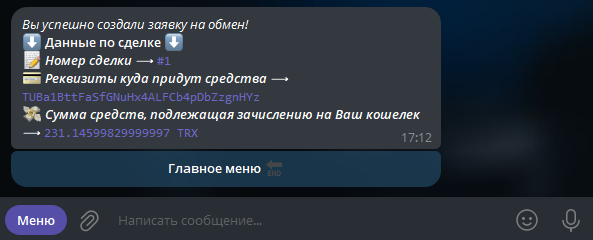 Вы успешно создали заявку на обмен!
⬇️ Данные по сделке ⬇️
📝 Номер сделки ⟶ #1
💳 Реквизиты куда придут средства ⟶
TUBa1BttFaSfGNuHx4ALFCb4pDbZzgnHYz
💸 Сумма средств, подлежащая зачислению на Ваш кошелек
⟶ 231.14599829999997 TRX
17:12
Главное меню 🔚
Меню
Написать сообщение...